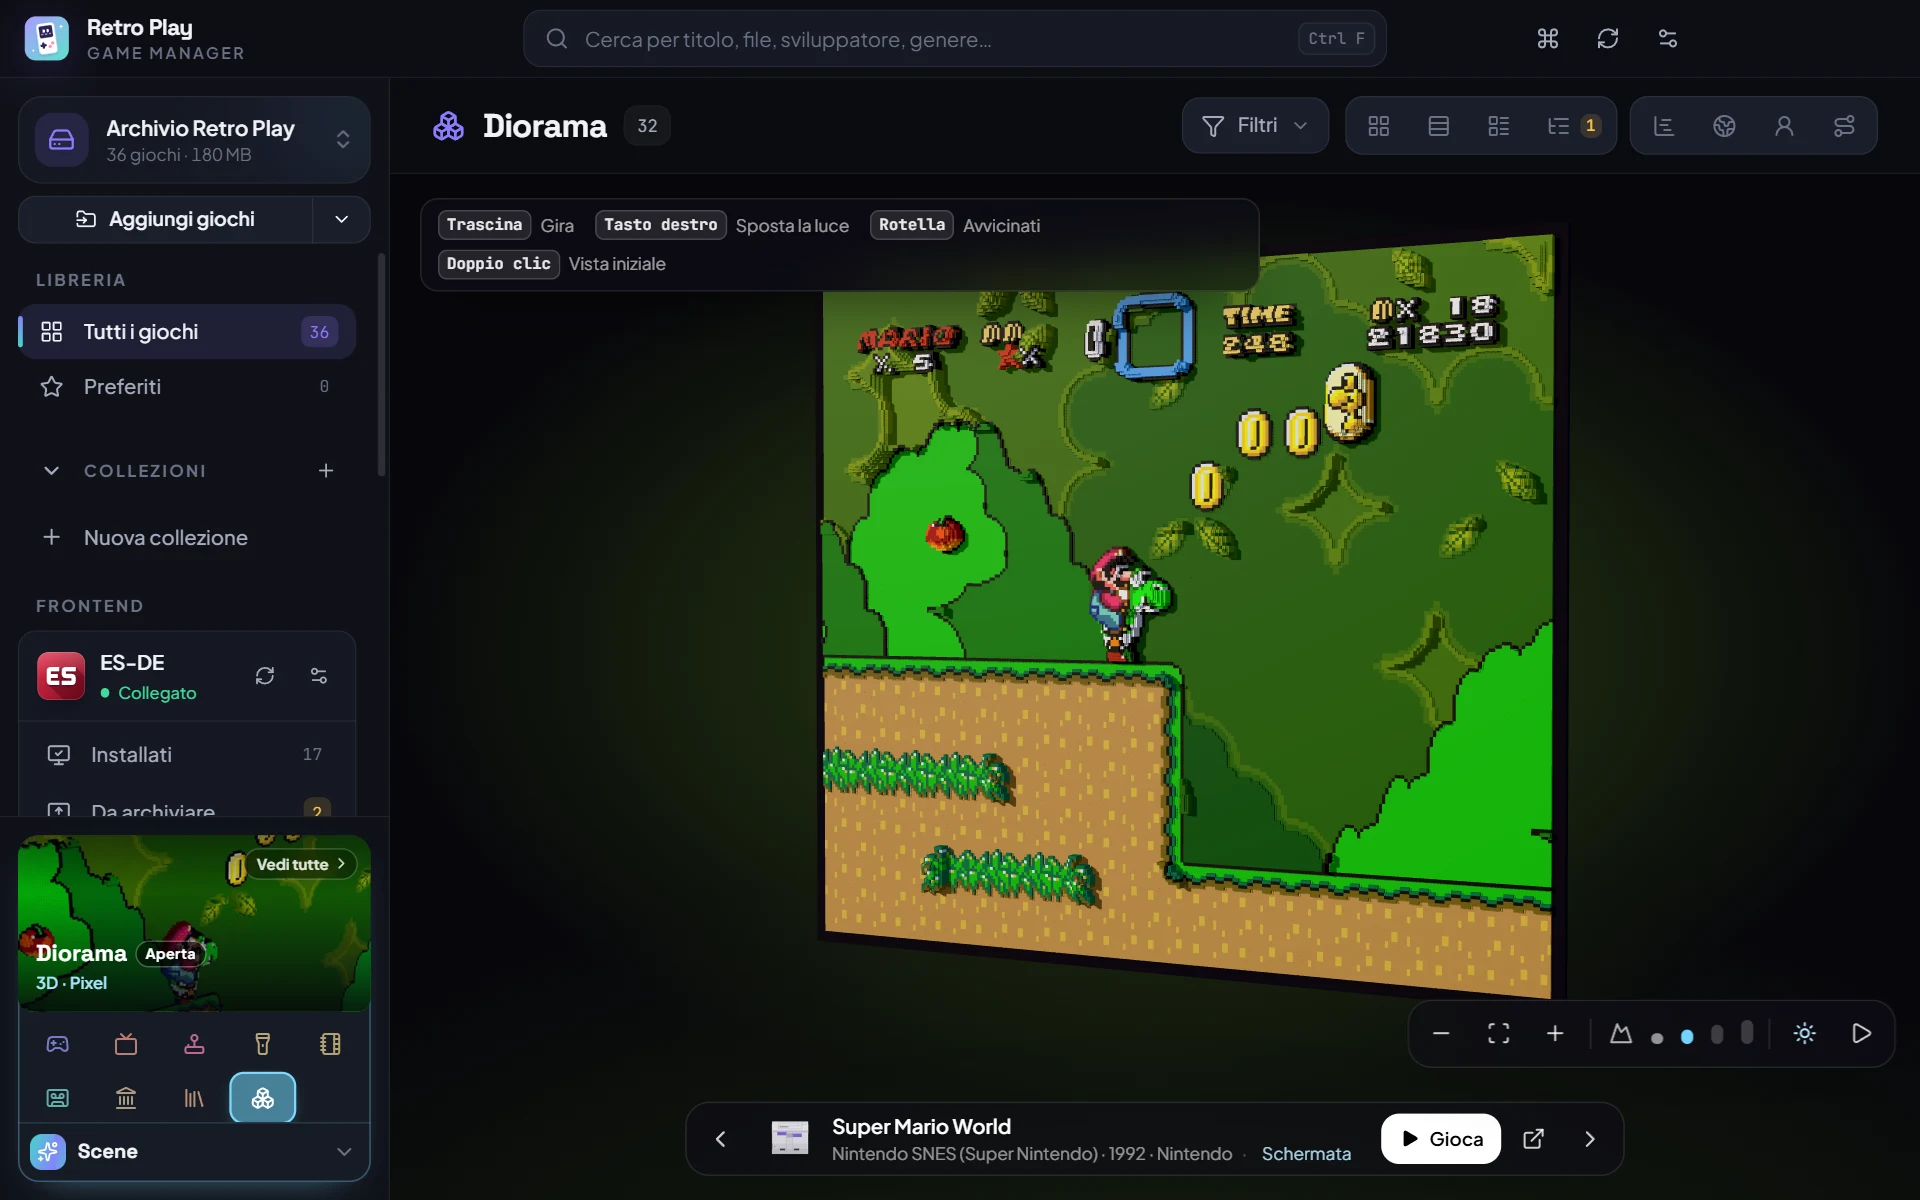 Retro Play
GAME MANAGER
Cerca per titolo, file, sviluppatore, genere...
Ctrl F
Archivio Retro Play
36 giochi · 180 MB
Aggiungi giochi
LIBRERIA
Tutti i giochi 36
Preferiti 0
COLLEZIONI
Nuova collezione
FRONTEND
ES
ES-DE
Collegato
Installati 17
Da archiviare 2
Vedi tutte
Diorama Aperta
3D · Pixel
Scene
Diorama 32
Filtri
1
Trascina Gira Tasto destro Sposta la luce Rotella Avvicinati
Doppio clic Vista iniziale
MARIO
x 5
x
0
TIME
248
x 18
21830
Super Mario World
Nintendo SNES (Super Nintendo) · 1992 · Nintendo · Schermata
Gioca